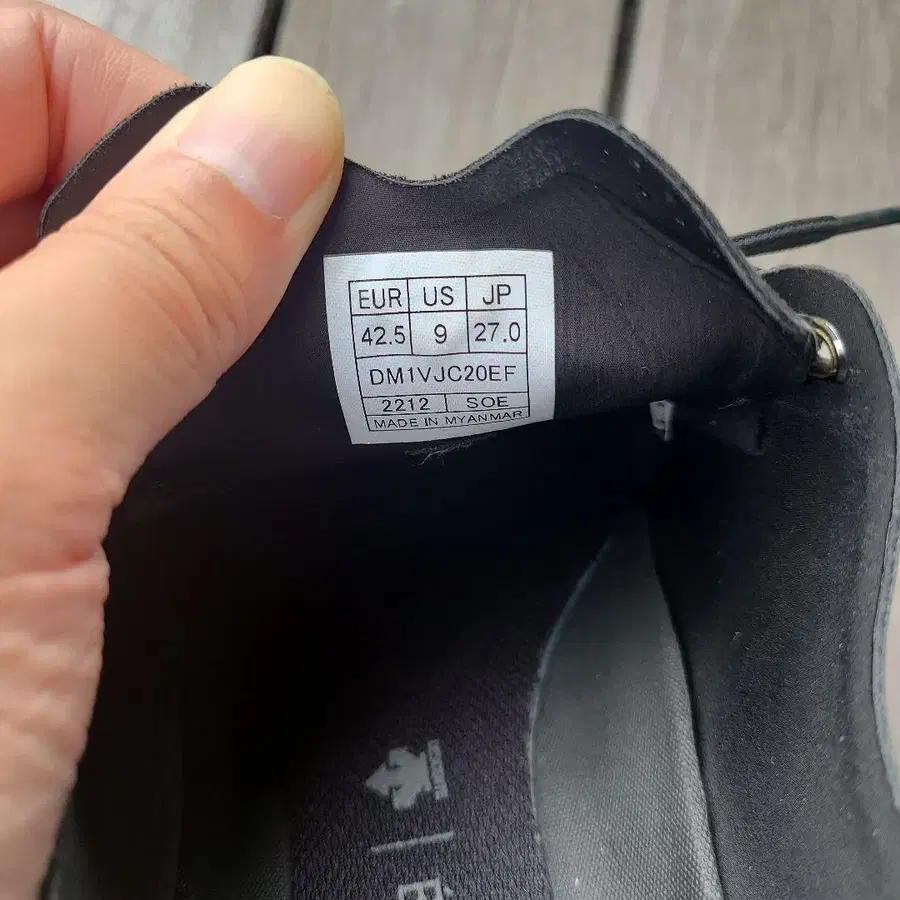 EUR US JP
42.5 9 27.0
DM1VJC20EF
2212 SOE
MADE IN MYANMAR